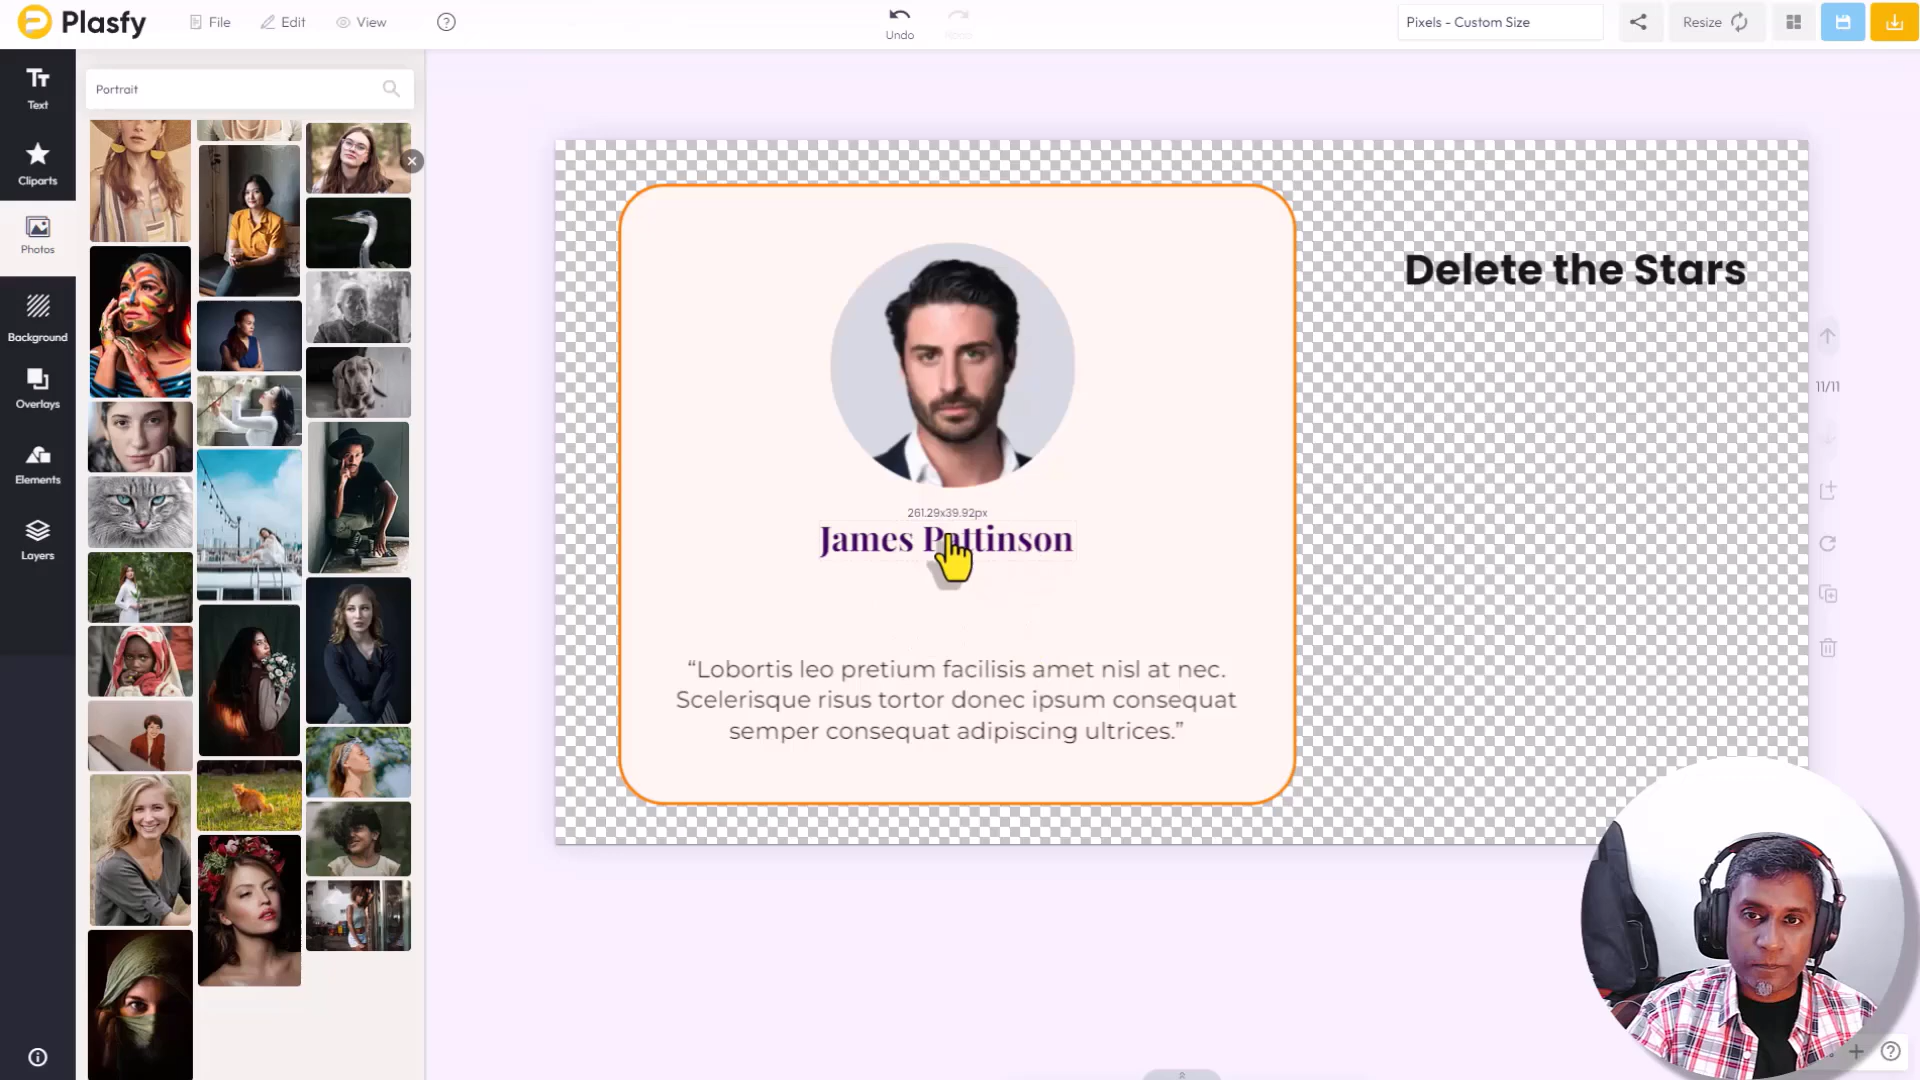 Plasfy
File
Edit
View
Undo
Pixels - Custom Size
Resize
Text
Cliparts
Photos
Background
Overlays
Elements
Layers
Portrait
Delete the Stars
11/11
261.29x39.92px
James Pattinson
“Lobortis leo pretium facilisis amet nisl at nec.
Scelerisque risus tortor donec ipsum consequat
semper consequat adipiscing ultrices.”